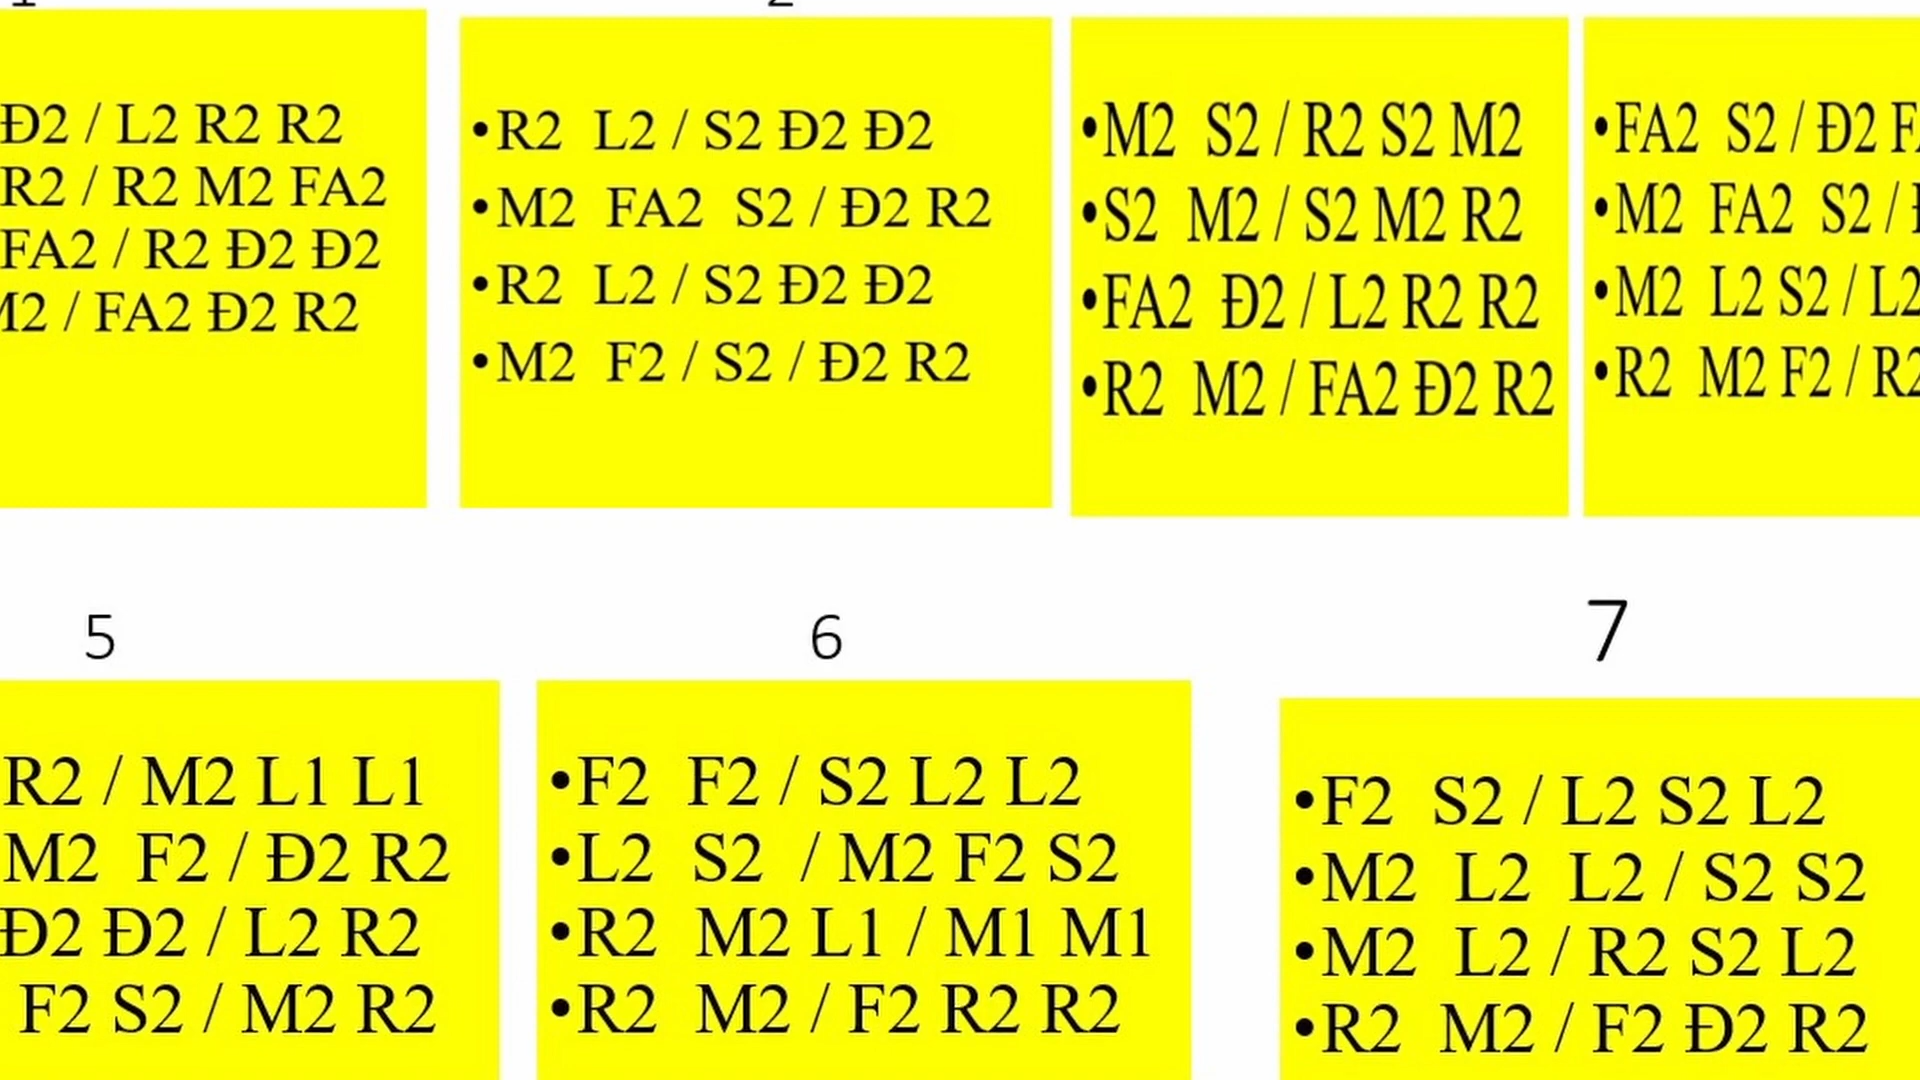 Đ2 / L2 R2 R2
R2 / R2 M2 FA2
FA2 / R2 Đ2 Đ2
M2 / FA2 Đ2 R2
•R2 L2 / S2 Đ2 Đ2
•M2 FA2 S2 / Đ2 R2
•R2 L2 / S2 Đ2 Đ2
•M2 F2 / S2 / Đ2 R2
•M2 S2 / R2 S2 M2
•S2 M2 / S2 M2 R2
•FA2 Đ2 / L2 R2 R2
•R2 M2 / FA2 Đ2 R2
•FA2 S2 / Đ2
•M2 FA2 S2 /
•M2 L2 S2 / L2
•R2 M2 F2 / R2
5
R2 / M2 L1 L1
M2 F2 / Đ2 R2
Đ2 Đ2 / L2 R2
F2 S2 / M2 R2
6
•F2 F2 / S2 L2 L2
•L2 S2 / M2 F2 S2
•R2 M2 L1 / M1 M1
•R2 M2 / F2 R2 R2
7
•F2 S2 / L2 S2 L2
•M2 L2 L2 / S2 S2
•M2 L2 / R2 S2 L2
•R2 M2 / F2 Đ2 R2